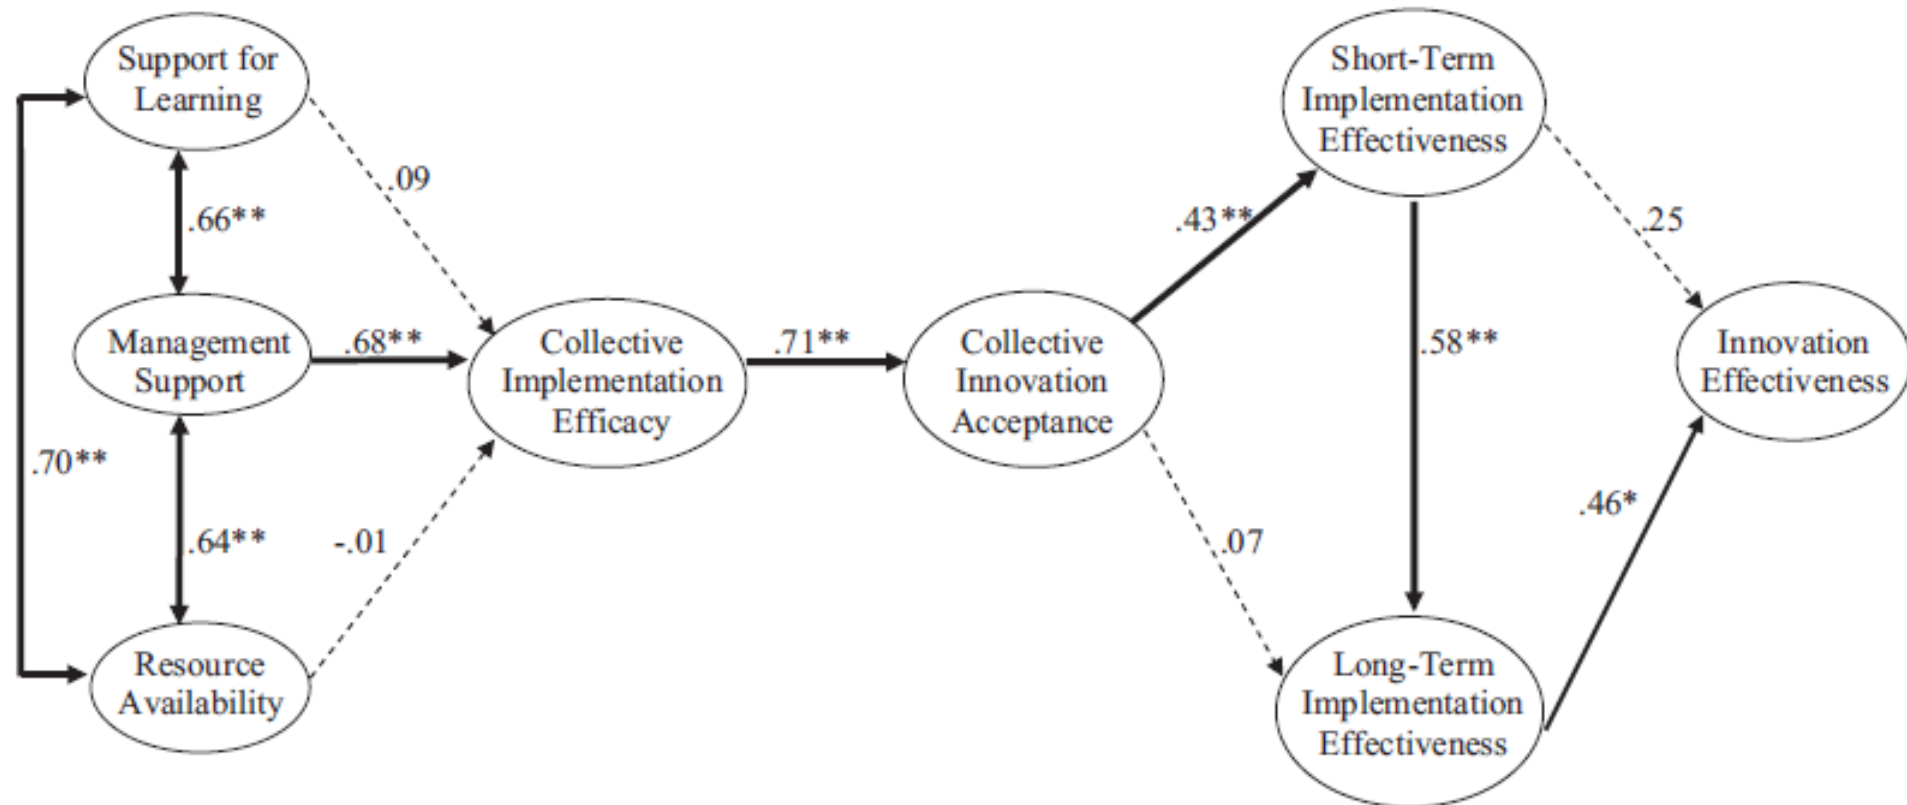 Support for
Learning
.09
.66**
Management
Support
.68**
.70**
.64**
-.01
Resource
Availability
Collective
Implementation
Efficacy
.71**
Collective
Innovation
Acceptance
.43**
.07
Short-Term
Implementation
Effectiveness
.25
.58**
Long-Term
Implementation
Effectiveness
.46*
Innovation
Effectiveness